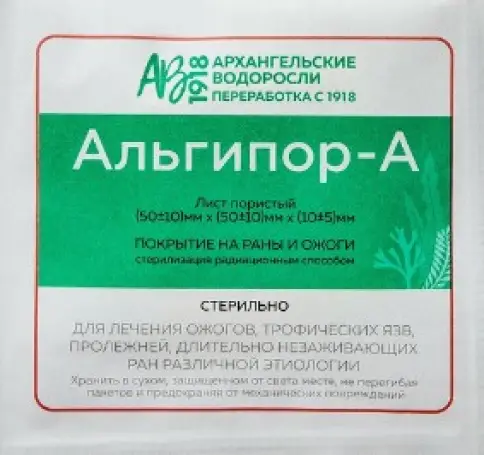 АВ 1918
АРХАНГЕЛЬСКИЕ
ВОДОРОСЛИ
ПЕРЕРАБОТКА С 1918
Альгипор-А
Лист пористый
(50±10)мм х (50±10)мм х (10±5)мм
ПОКРЫТИЕ НА РАНЫ И ОЖОГИ
стерилизация радиационным способом
СТЕРИЛЬНО
ДЛЯ ЛЕЧЕНИЯ ОЖОГОВ, ТРОФИЧЕСКИХ ЯЗВ,
ПРОЛЕЖНЕЙ, ДЛИТЕЛЬНО НЕЗАЖИВАЮЩИХ
РАН РАЗЛИЧНОЙ ЭТИОЛОГИИ
Хранить в сухом, защищенном от света месте, не перегибая
пакетов и предохраняя от механических повреждений